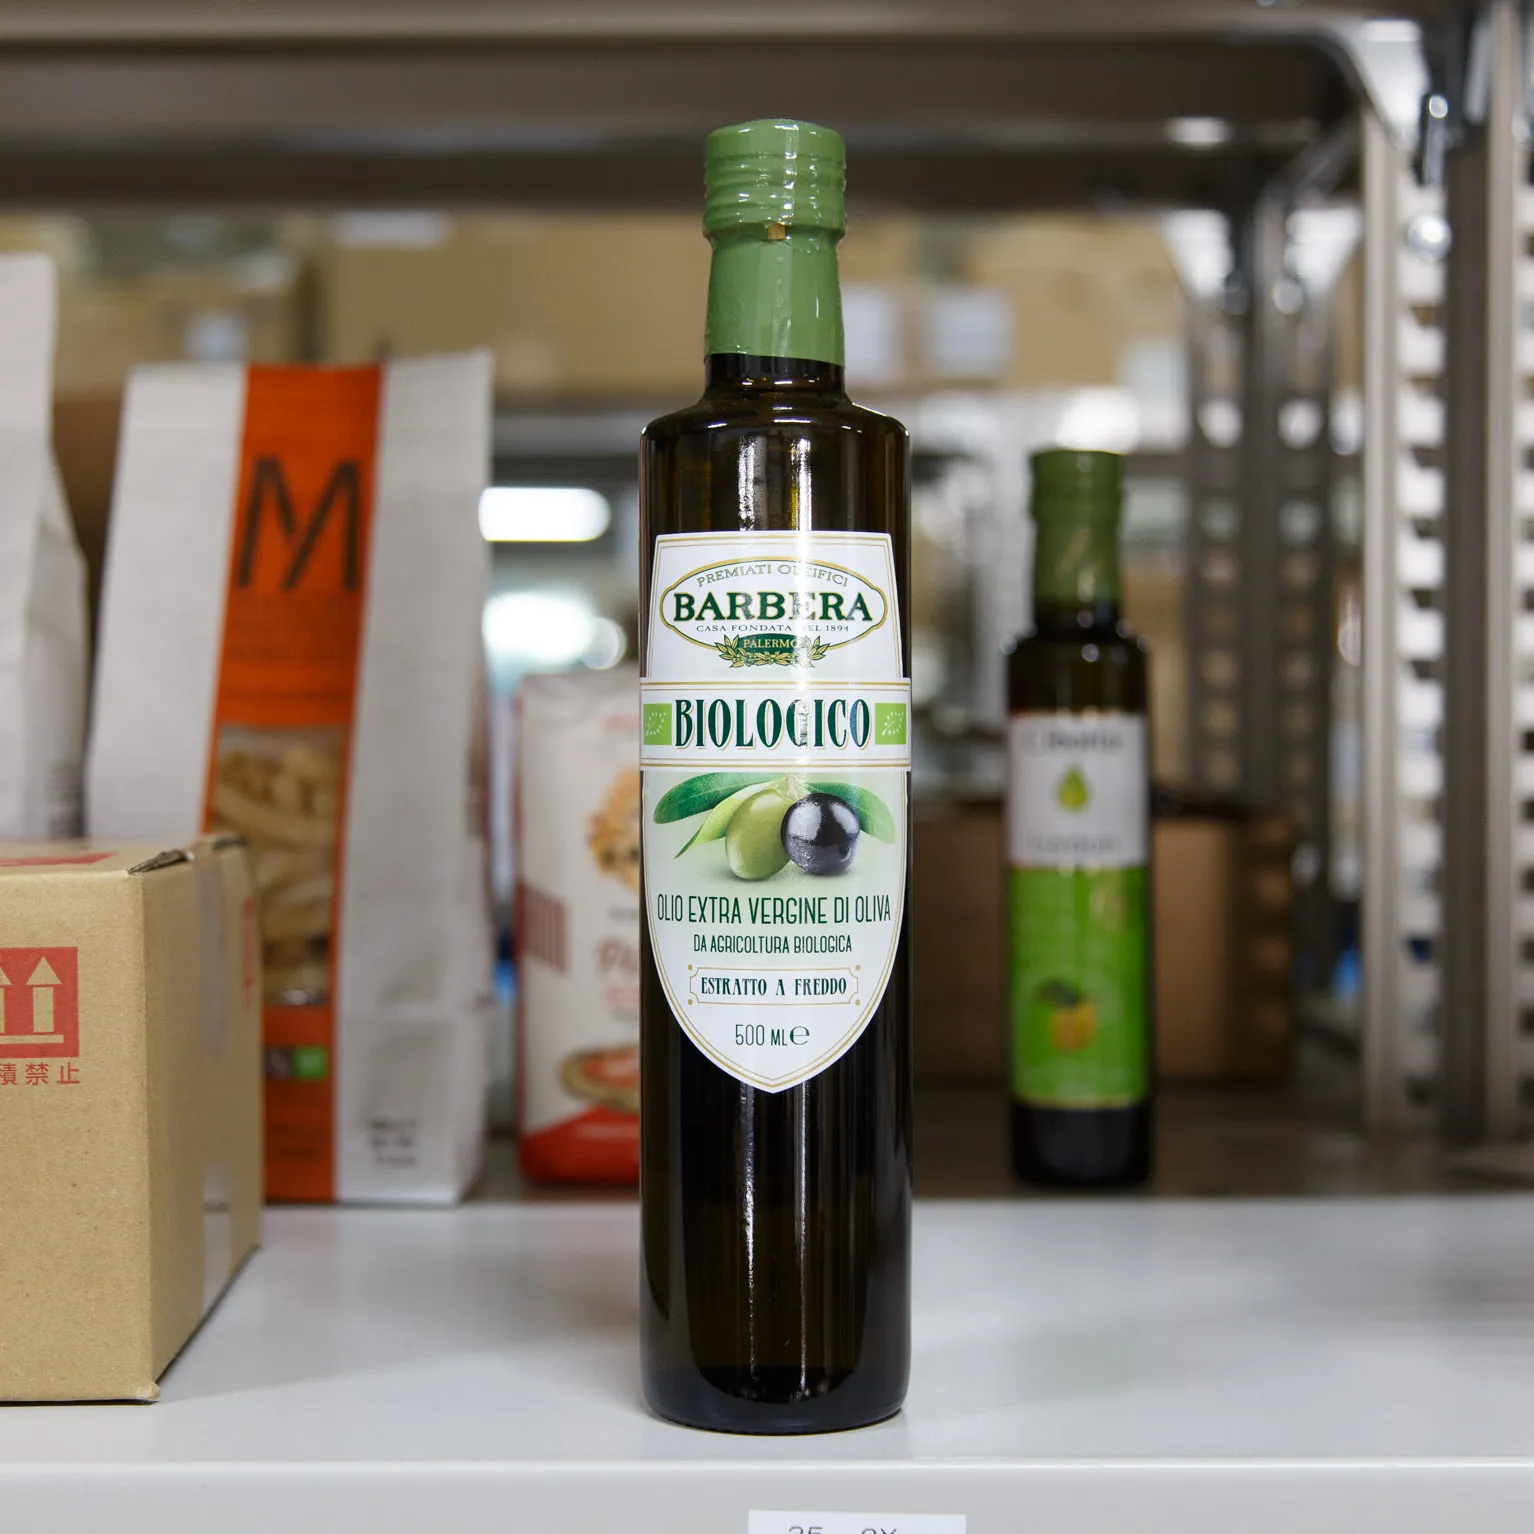 PREMIATI OLEIFICI
BARBERA
CASA FONDATA NEL 1894
PALERMO
BIOLOGICO
OLIO EXTRA VERGINE DI OLIVA
DA AGRICOLTURA BIOLOGICA
ESTRATTO A FREDDO
500 ML e
M
積禁止